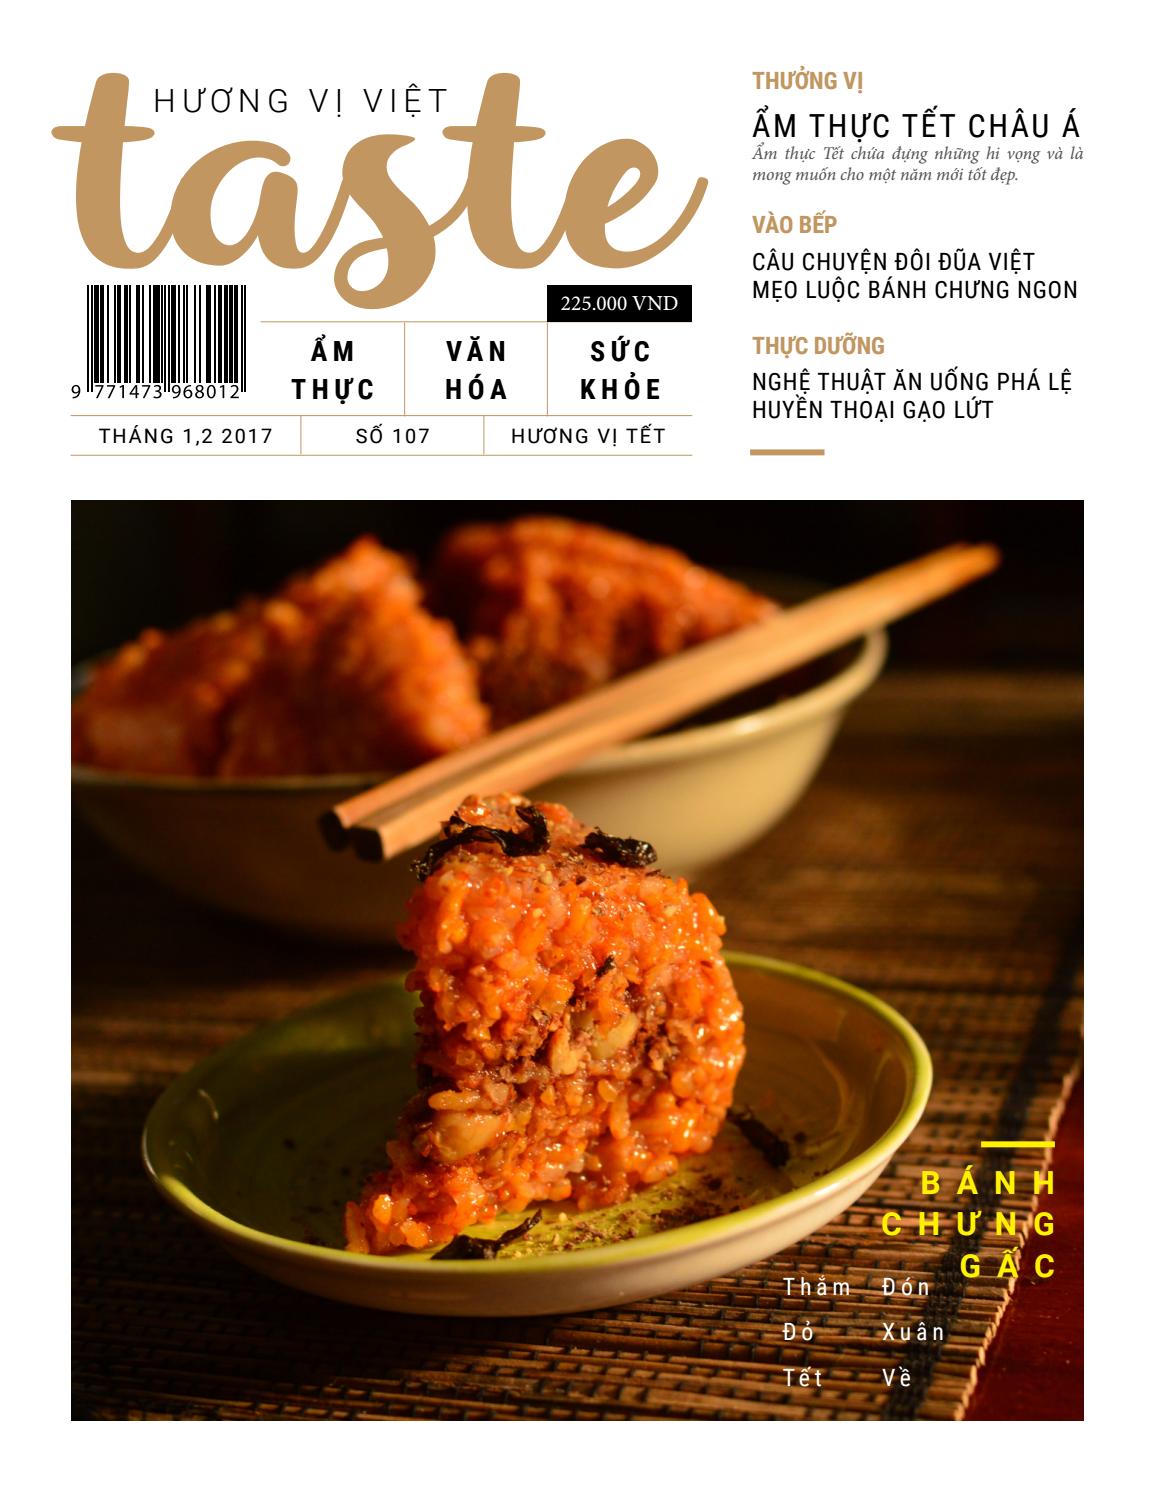 HƯƠNG VỊ VIỆT
taste
225.000 VND
9 771473 968012
ẨM
THỰC
VĂN
HÓA
SỨC
KHỎE
THÁNG 1,2 2017
SỐ 107
HƯƠNG VỊ TẾT
THƯỞNG VỊ
ẨM THỰC TẾT CHÂU Á
Ẩm thực Tết chứa đựng những hi vọng và là
mong muốn cho một năm mới tốt đẹp.
VÀO BẾP
CÂU CHUYỆN ĐÔI ĐŨA VIỆT
MẸO LUỘC BÁNH CHƯNG NGON
THỰC DƯỠNG
NGHỆ THUẬT ĂN UỐNG PHÁ LỆ
HUYỀN THOẠI GẠO LỨT
BÁNH
CHƯNG
GẤC
Thắm Đón
Đỏ Xuân
Tết Về